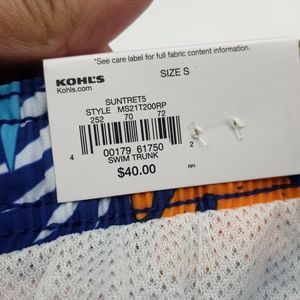 *See care label for full fabric content information.
KOHL'S
Kohls.com
SIZE S
SUNTRET5
STYLE MS21T200RP
252 70 72
4 00179 61750 2
SWIM TRUNK
$40.00
RPI